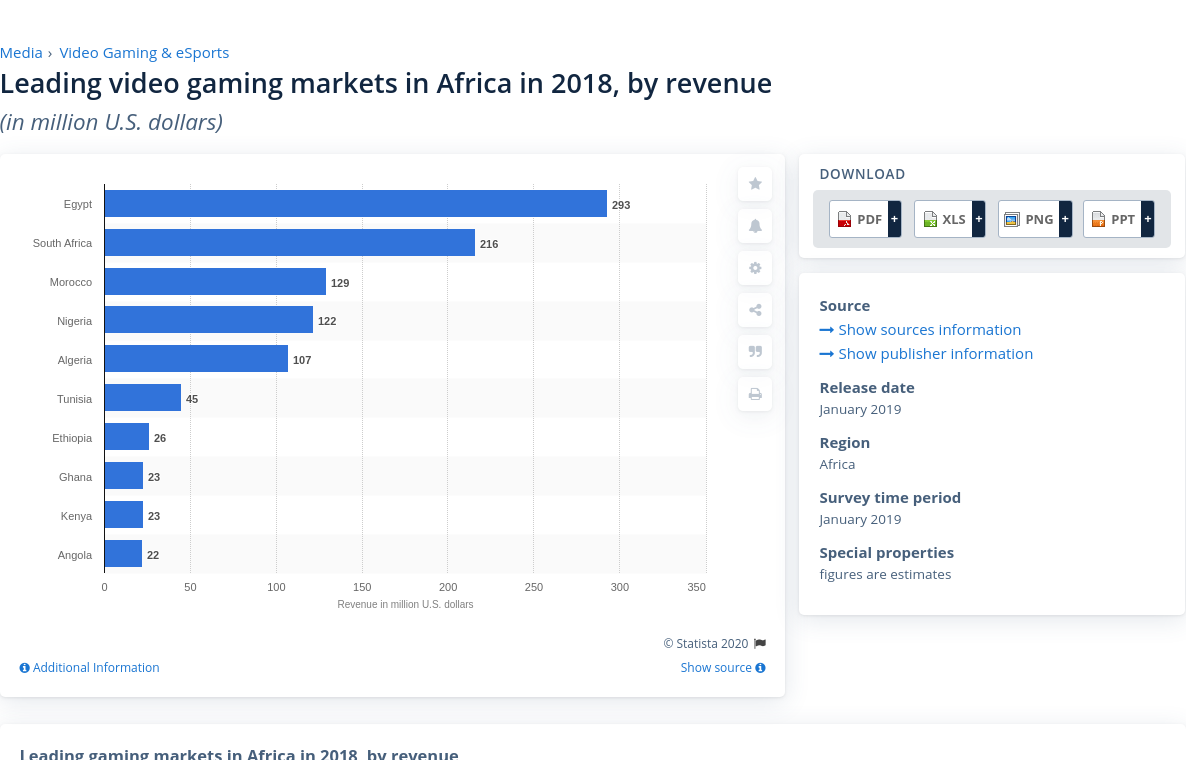 Media › Video Gaming & eSports
Leading video gaming markets in Africa in 2018, by revenue
(in million U.S. dollars)
Egypt 293
South Africa 216
Morocco 129
Nigeria 122
Algeria 107
Tunisia 45
Ethiopia 26
Ghana 23
Kenya 23
Angola 22
0 50 100 150 200 250 300 350
Revenue in million U.S. dollars
© Statista 2020
Additional Information
Show source
DOWNLOAD
PDF + XLS + PNG + PPT +
Source
Show sources information
Show publisher information
Release date
January 2019
Region
Africa
Survey time period
January 2019
Special properties
figures are estimates
Leading gaming markets in Africa in 2018, by revenue